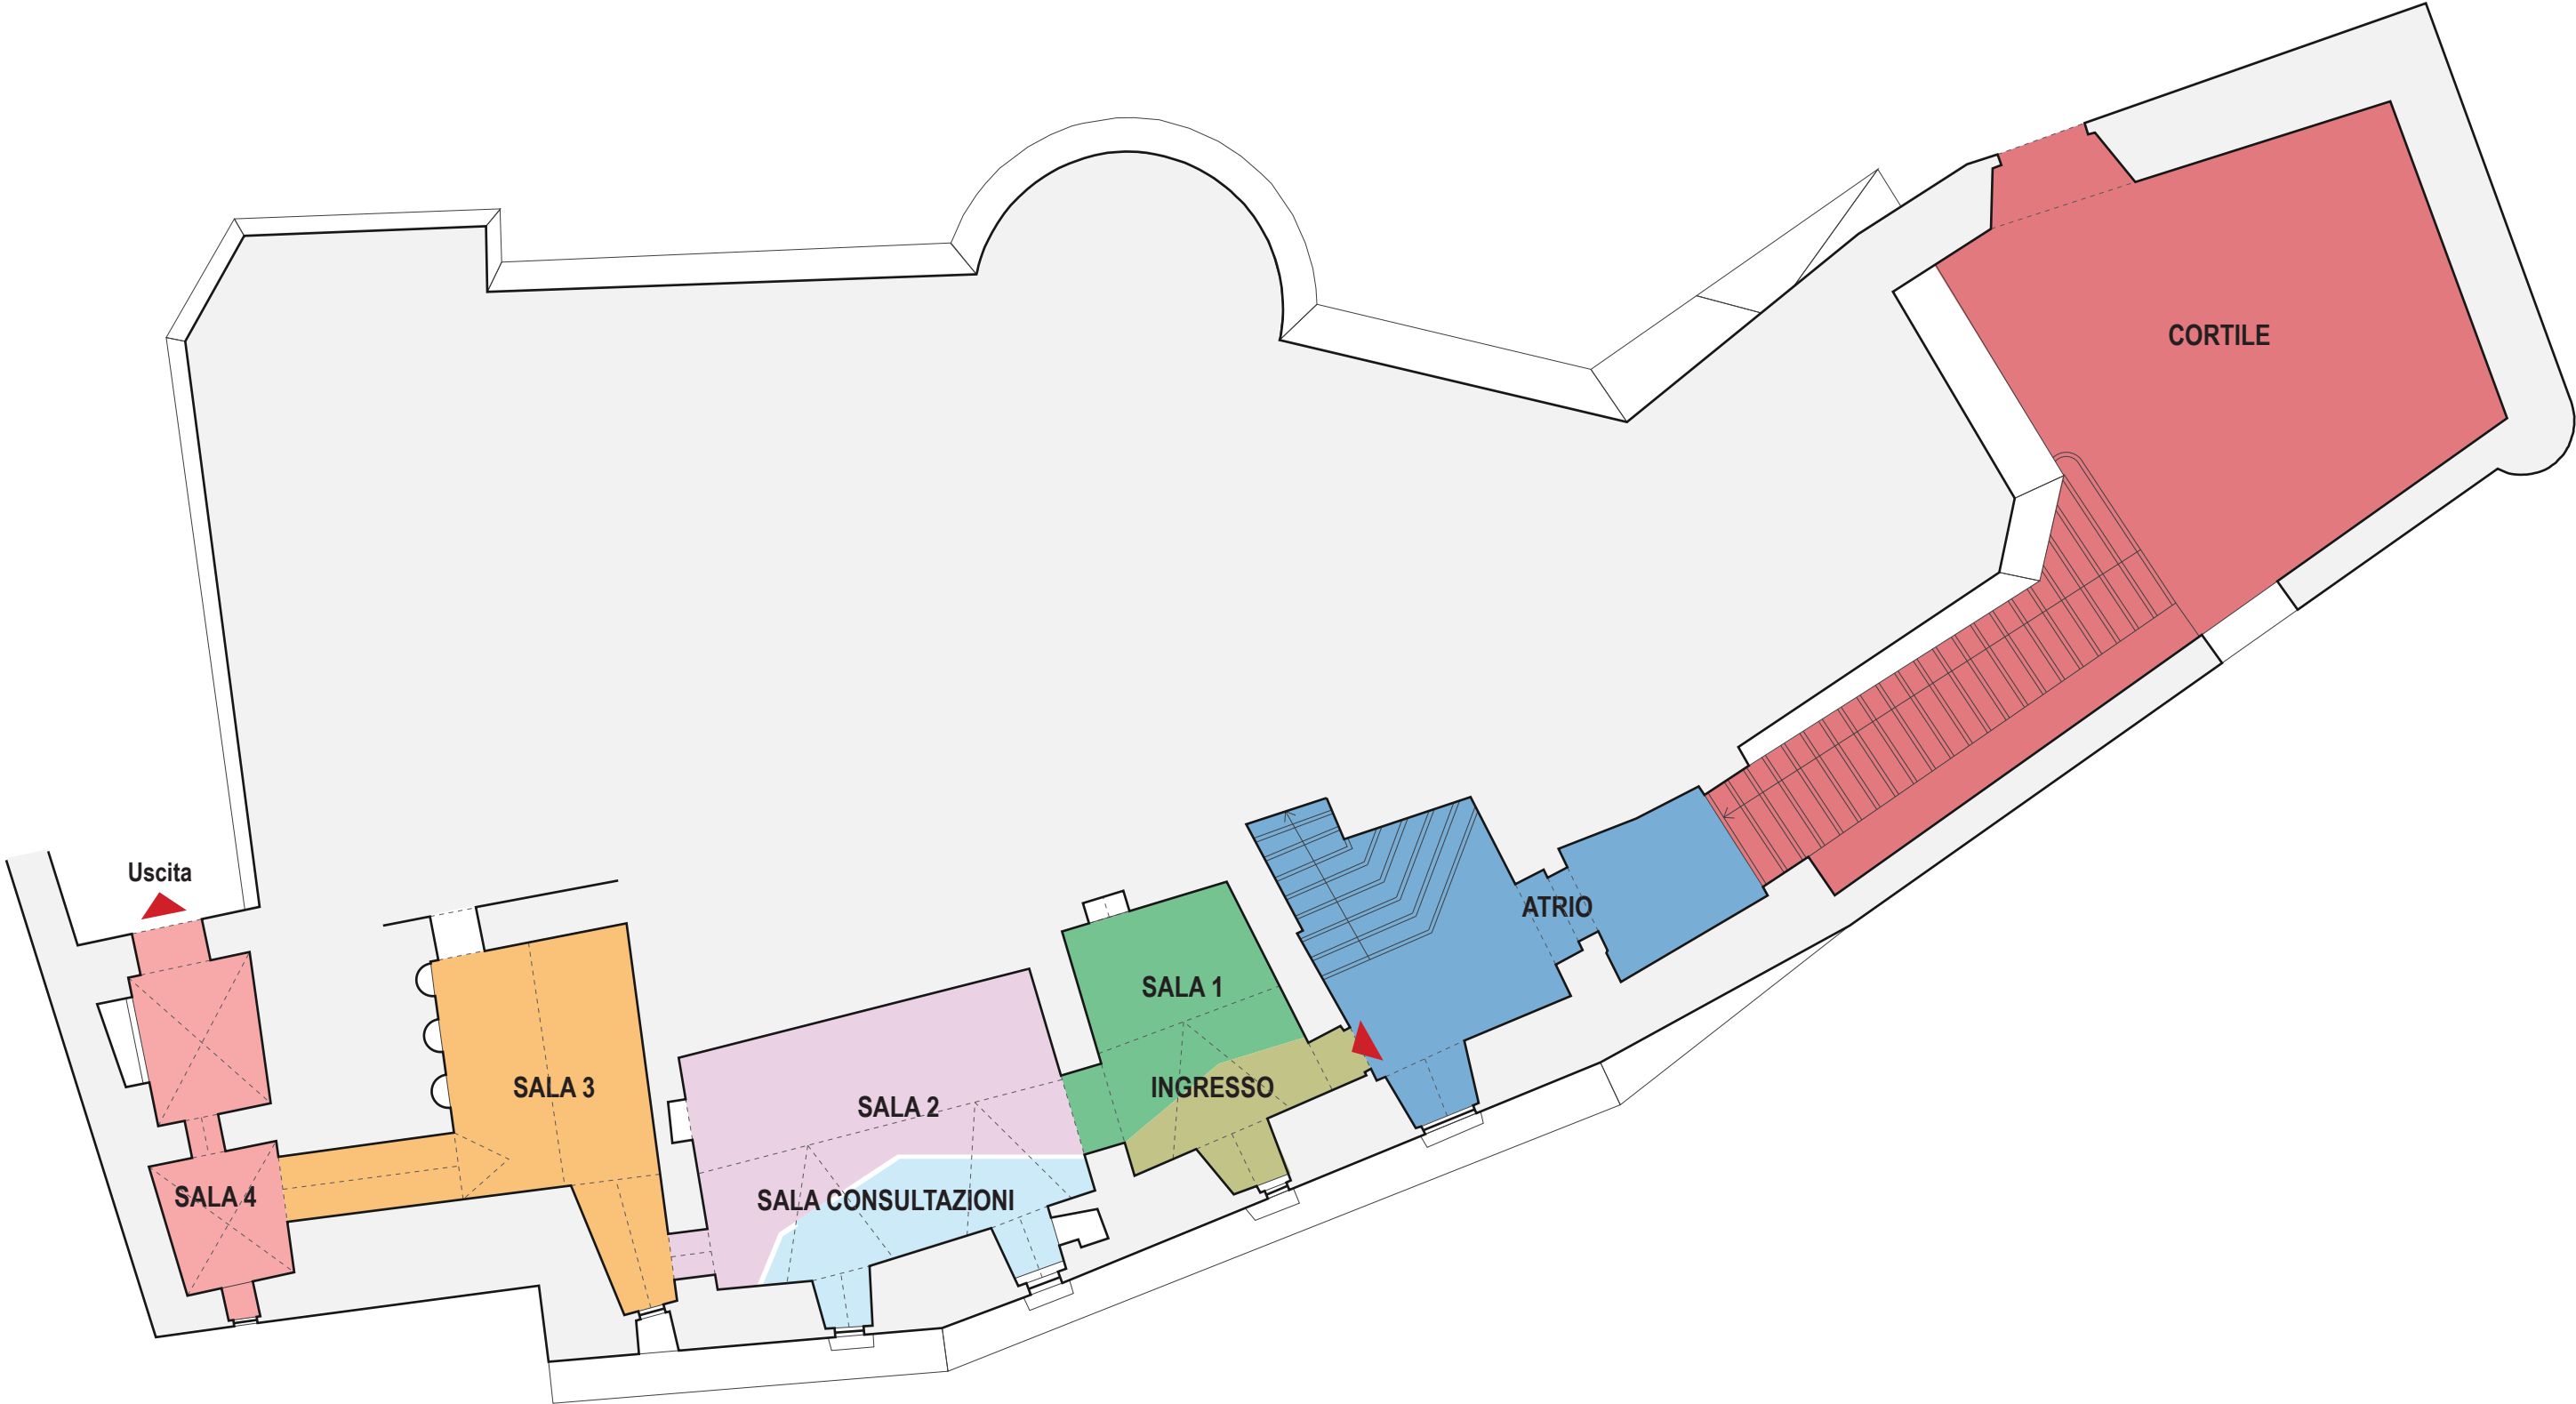 CORTILE
Uscita
ATRIO
SALA 1
SALA 3
INGRESSO
SALA 2
SALA 4
SALA CONSULTAZIONI